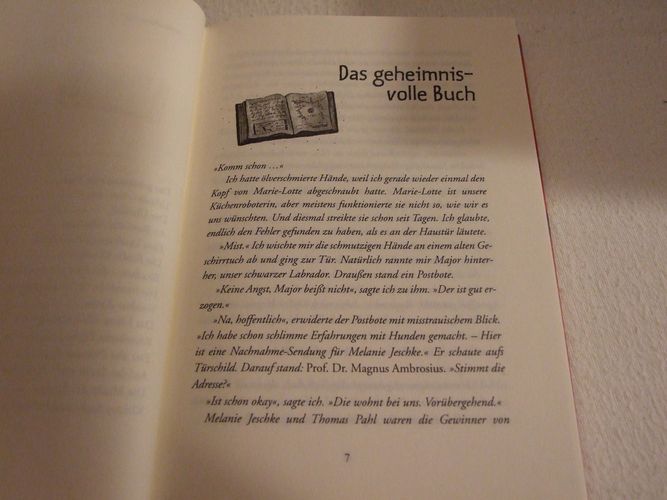 Das geheimnis-
volle Buch
»Komm schon …«
Ich hatte ölverschmierte Hände, weil ich gerade wieder einmal den
Kopf von Marie-Lotte abgeschraubt hatte. Marie-Lotte ist unsere
Küchenroboterin, aber meistens funktionierte sie nicht so, wie wir es
uns wünschten. Und diesmal streikte sie schon seit Tagen. Ich glaubte,
endlich den Fehler gefunden zu haben, als es an der Haustür läutete.
»Mist.« Ich wischte mir die schmutzigen Hände an einem alten Ge-
schirrtuch ab und ging zur Tür. Natürlich rannte mir Major hinter-
her, unser schwarzer Labrador. Draußen stand ein Postbote.
»Keine Angst, Major beißt nicht«, sagte ich zu ihm. »Der ist gut er-
zogen.«
»Na, hoffentlich«, erwiderte der Postbote mit misstrauischem Blick.
»Ich habe schon schlimme Erfahrungen mit Hunden gemacht. – Hier
ist eine Nachnahme-Sendung für Melanie Jeschke.« Er schaute aufs
Türschild. Darauf stand: Prof. Dr. Magnus Ambrosius. »Stimmt die
Adresse?«
»Ist schon okay«, sagte ich. »Die wohnt bei uns. Vorübergehend.«
Melanie Jeschke und Thomas Pahl waren die Gewinner von
7